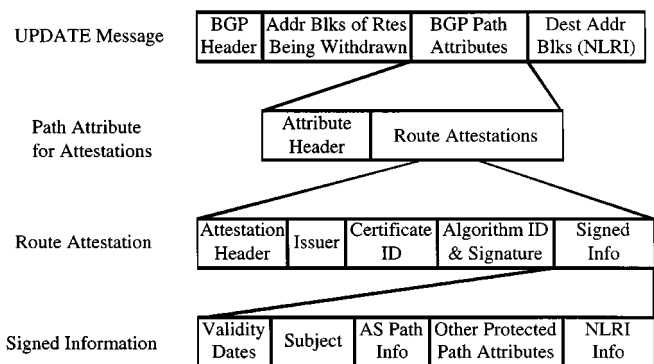 UPDATE Message
BGP Header
Addr Blks of Rtes Being Withdrawn
BGP Path Attributes
Dest Addr Blks (NLRI)
Path Attribute for Attestations
Attribute Header
Route Attestations
Route Attestation
Attestation Header
Issuer
Certificate ID
Algorithm ID & Signature
Signed Info
Signed Information
Validity Dates
Subject
AS Path Info
Other Protected Path Attributes
NLRI Info